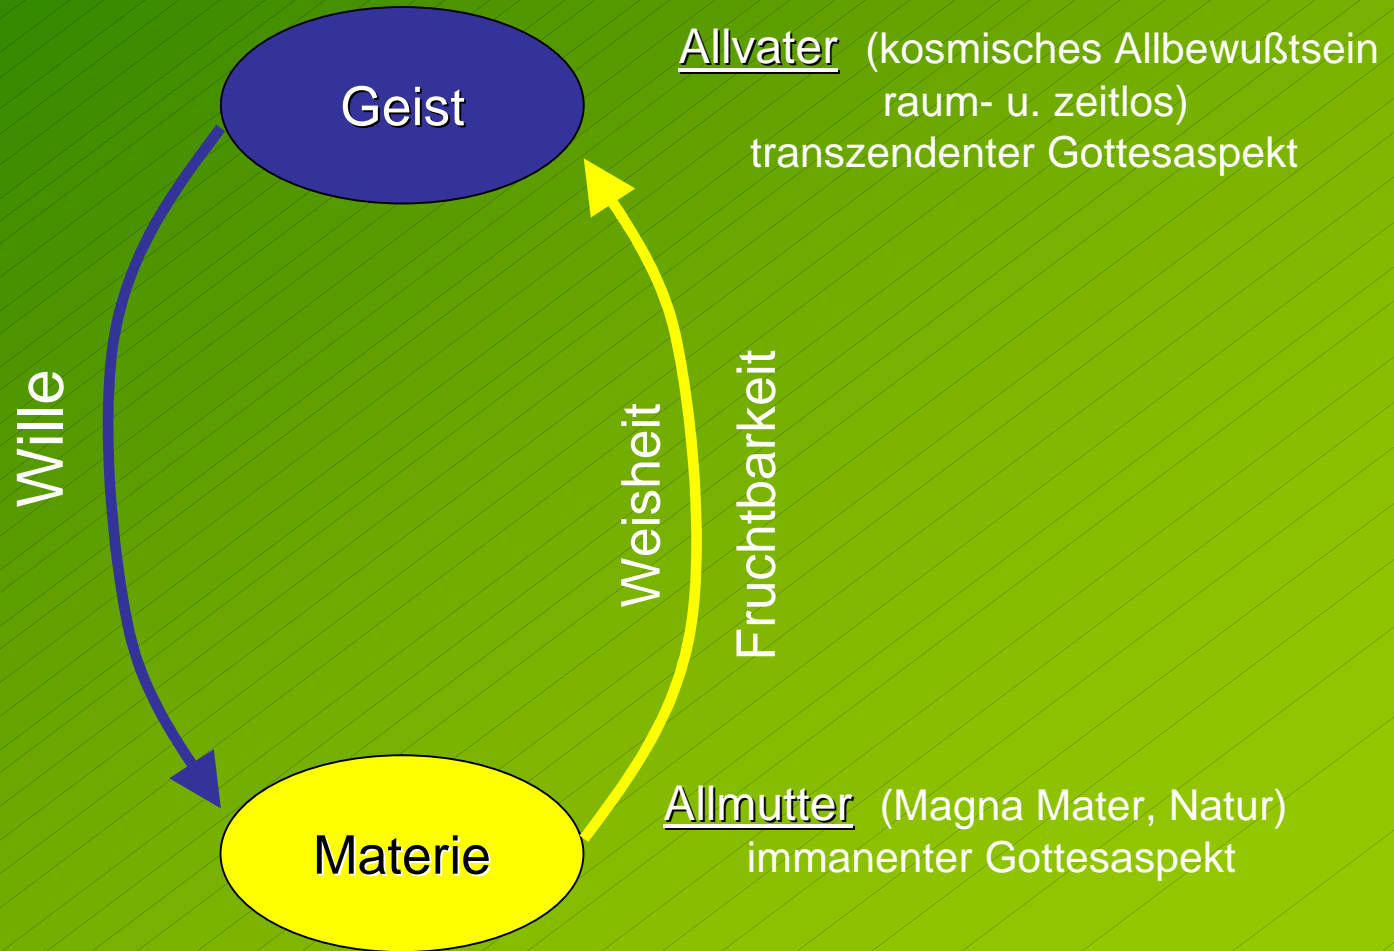 Geist
Allvater (kosmisches Allbewußtsein
raum- u. zeitlos)
transzendenter Gottesaspekt
Wille
Weisheit
Fruchtbarkeit
Materie
Allmutter (Magna Mater, Natur)
immanenter Gottesaspekt